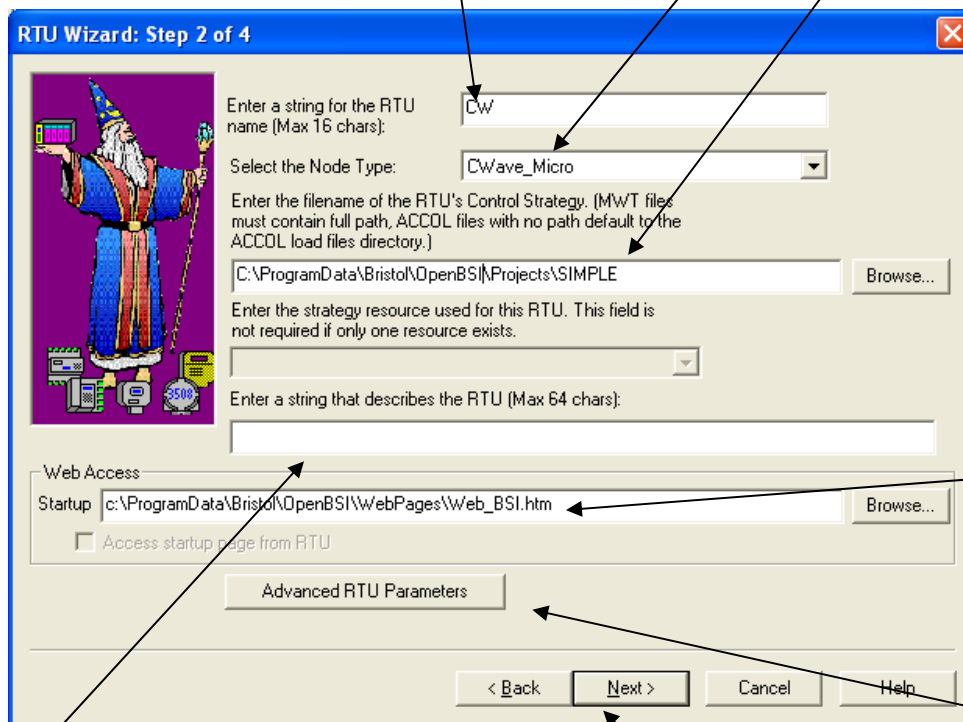 RTU Wizard: Step 2 of 4
Enter a string for the RTU
name (Max 16 chars):
CW
Select the Node Type:
CWave_Micro
Enter the filename of the RTU's Control Strategy. (MWT files
must contain full path, ACCOL files with no path default to the
ACCOL load files directory.)
C:\ProgramData\Bristol\OpenBSI\Projects\SIMPLE
Browse...
Enter the strategy resource used for this RTU. This field is
not required if only one resource exists.
Enter a string that describes the RTU (Max 64 chars):
3508
Web Access
Startup
c:\ProgramData\Bristol\OpenBSI\WebPages\Web_BSI.htm
Browse...
Access startup page from RTU
Advanced RTU Parameters
< Back
Next >
Cancel
Help